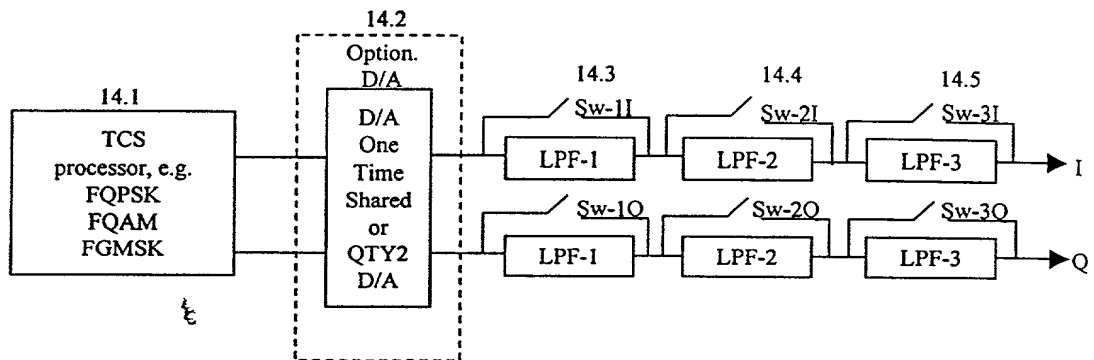 14.2
Option.
D/A
14.1
TCS
processor, e.g.
FQPSK
FQAM
FGMSK
D/A
One
Time
Shared
or
QTY2
D/A
14.3
14.4
14.5
Sw-1I
Sw-2I
Sw-3I
LPF-1
LPF-2
LPF-3
I
Sw-1Q
Sw-2Q
Sw-3Q
LPF-1
LPF-2
LPF-3
Q